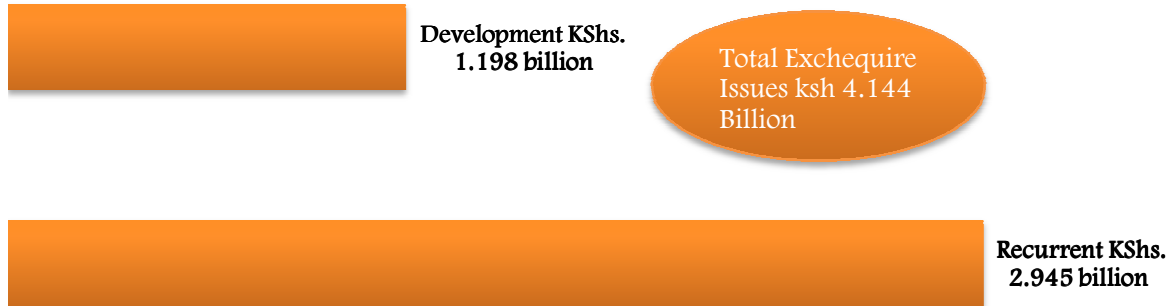 Development KShs.
1.198 billion
Total Exchequire
Issues ksh 4.144
Billion
Recurrent KShs.
2.945 billion